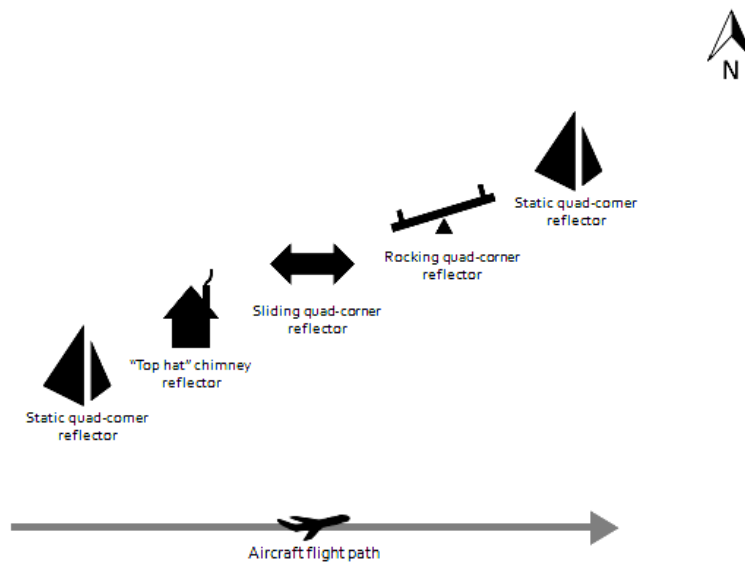 N
Static quad-corner
reflector
Rocking quad-corner
reflector
Sliding quad-corner
reflector
"Top hat" chimney
reflector
Static quad-corner
reflector
Aircraft flight path